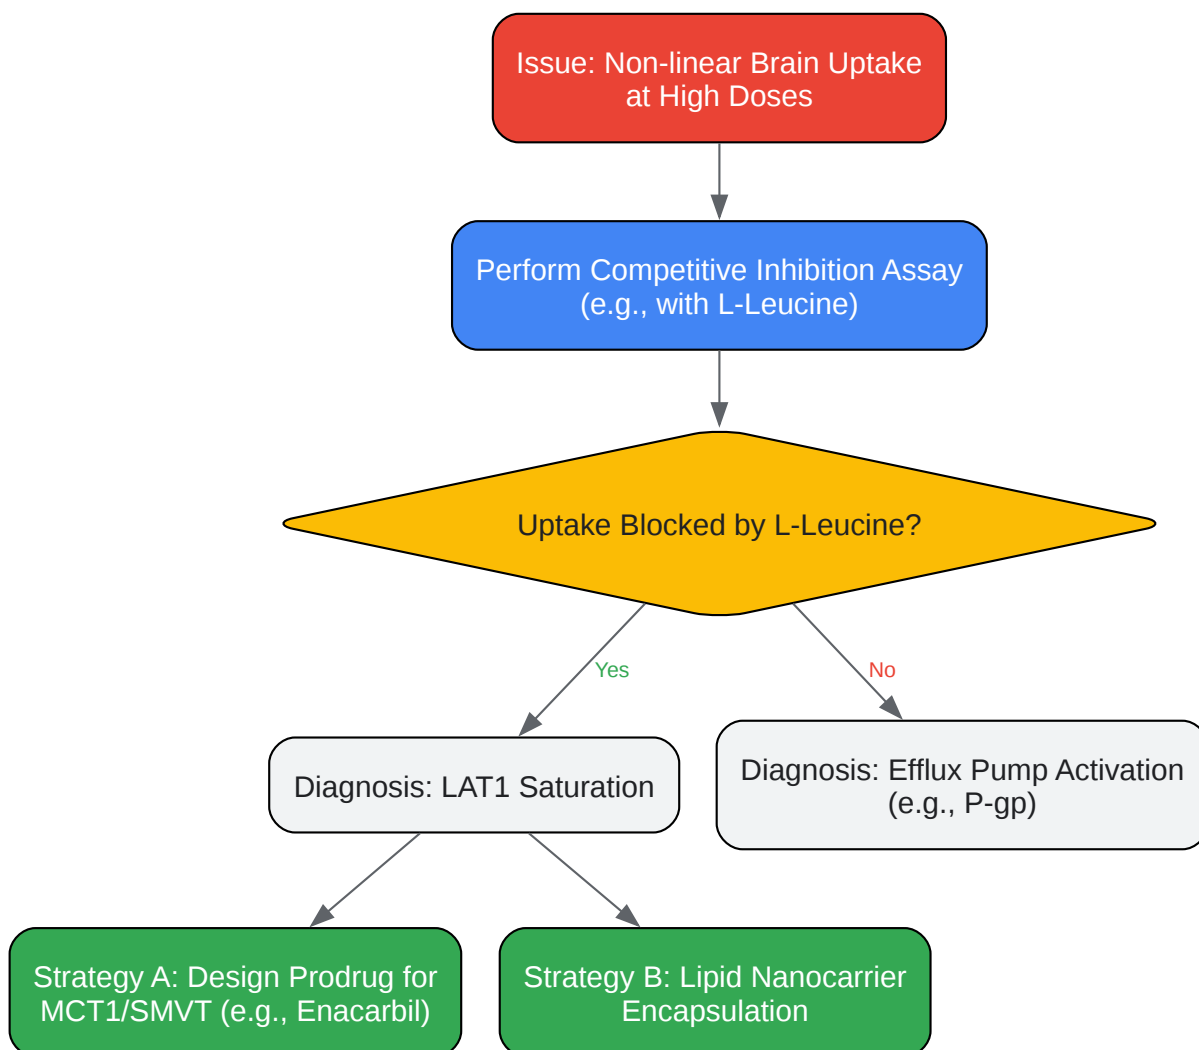 Issue: Non-linear Brain Uptake
at High Doses
Perform Competitive Inhibition Assay
(e.g., with L-Leucine)
Uptake Blocked by L-Leucine?
Yes
No
Diagnosis: LAT1 Saturation
Diagnosis: Efflux Pump Activation
(e.g., P-gp)
Strategy A: Design Prodrug for
MCT1/SMVT (e.g., Enacarbil)
Strategy B: Lipid Nanocarrier
Encapsulation